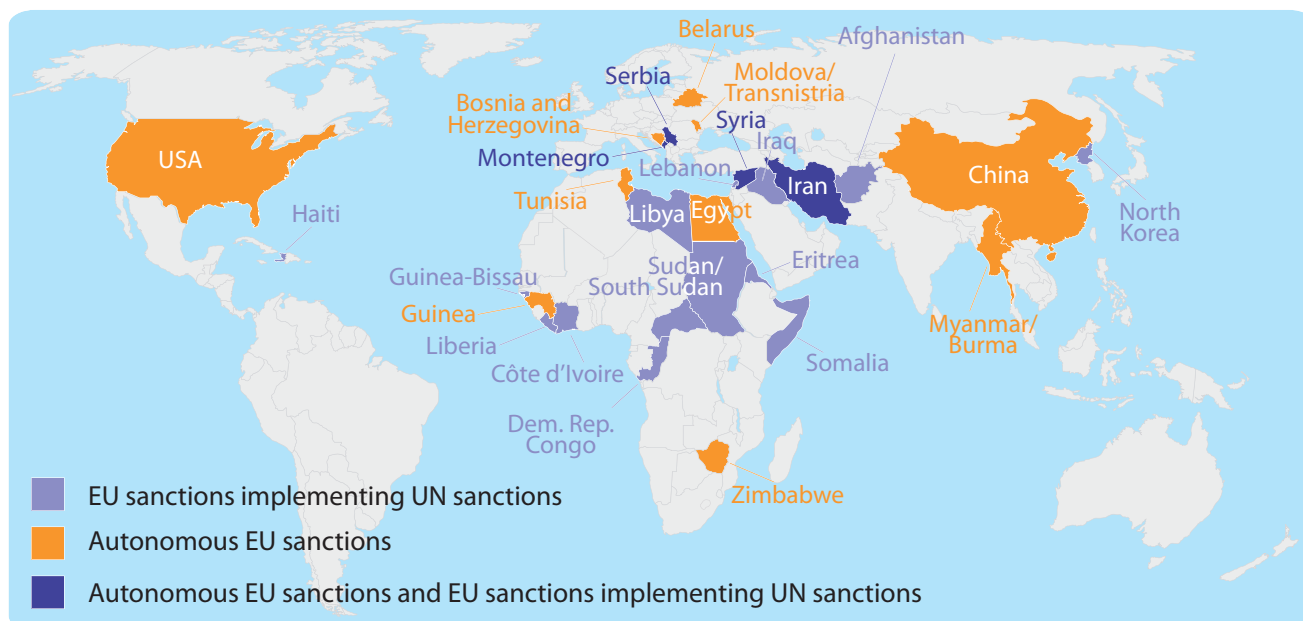 Belarus
Afghanistan
Serbia
Moldova/
Transnistria
Bosnia and
Herzegovina
Syria
Iraq
Montenegro
Lebanon
USA
Iran
China
Tunisia
Libya
Egypt
Haiti
North
Korea
Guinea-Bissau
Sudan/
South Sudan
Eritrea
Guinea
Liberia
Myanmar/
Burma
Côte d'Ivoire
Somalia
Dem. Rep.
Congo
Zimbabwe
EU sanctions implementing UN sanctions
Autonomous EU sanctions
Autonomous EU sanctions and EU sanctions implementing UN sanctions